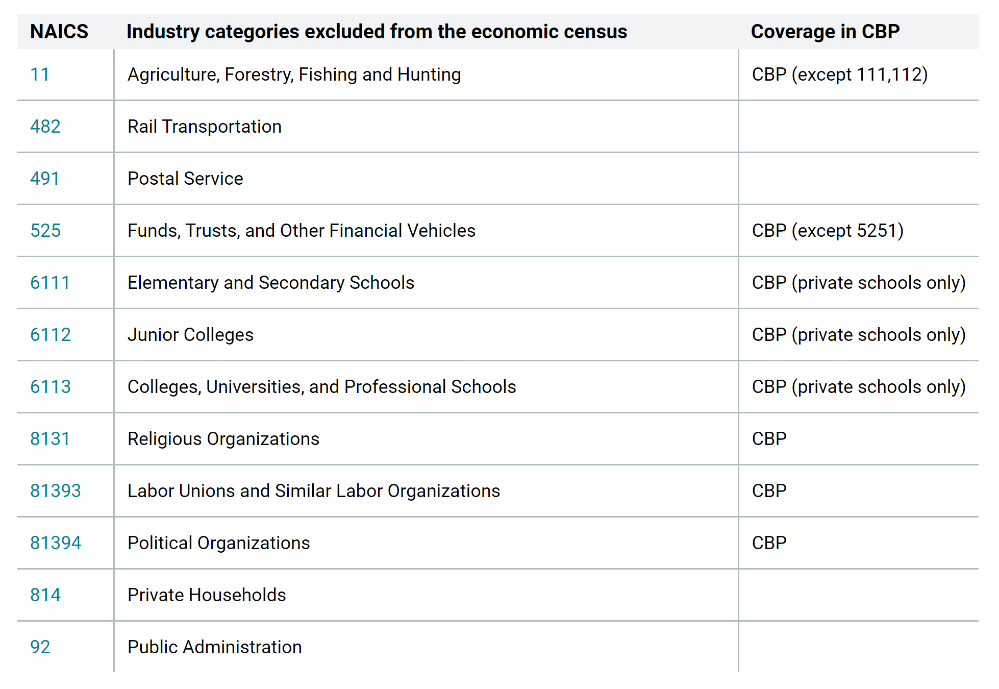 NAICS Industry categories excluded from the economic census Coverage in CBP
11 Agriculture, Forestry, Fishing and Hunting CBP (except 111,112)
482 Rail Transportation
491 Postal Service
525 Funds, Trusts, and Other Financial Vehicles CBP (except 5251)
6111 Elementary and Secondary Schools CBP (private schools only)
6112 Junior Colleges CBP (private schools only)
6113 Colleges, Universities, and Professional Schools CBP (private schools only)
8131 Religious Organizations CBP
81393 Labor Unions and Similar Labor Organizations CBP
81394 Political Organizations CBP
814 Private Households
92 Public Administration